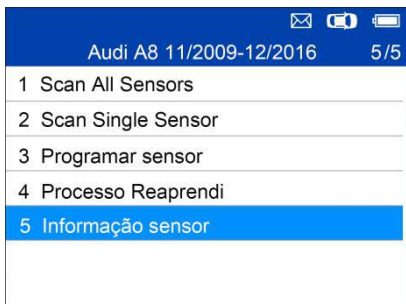 Audi A8 11/2009-12/2016 5/5
1 Scan All Sensors
2 Scan Single Sensor
3 Programar sensor
4 Processo Reaprendi
5 Informação sensor